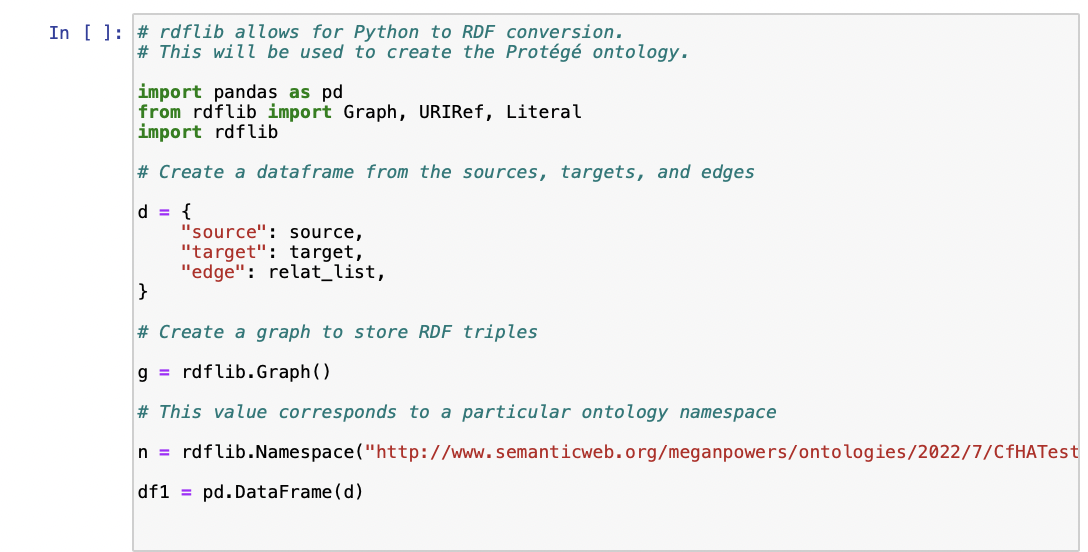 In [ ]: # rdflib allows for Python to RDF conversion.
# This will be used to create the Protégé ontology.
import pandas as pd
from rdflib import Graph, URIRef, Literal
import rdflib
# Create a dataframe from the sources, targets, and edges
d = {
"source": source,
"target": target,
"edge": relat_list,
}
# Create a graph to store RDF triples
g = rdflib.Graph()
# This value corresponds to a particular ontology namespace
n = rdflib.Namespace("http://www.semanticweb.org/meganpowers/ontologies/2022/7/CfHATest
df1 = pd.DataFrame(d)